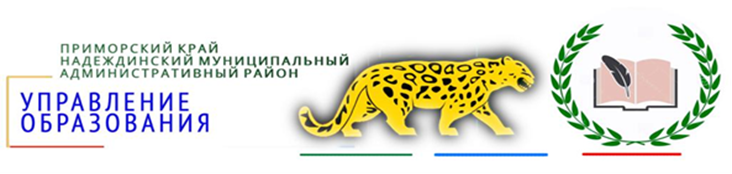 ПРИМОРСКИЙ КРАЙ
НАДЕЖДИНСКИЙ МУНИЦИПАЛЬНЫЙ
АДМИНИСТРАТИВНЫЙ РАЙОН
УПРАВЛЕНИЕ
ОБРАЗОВАНИЯ